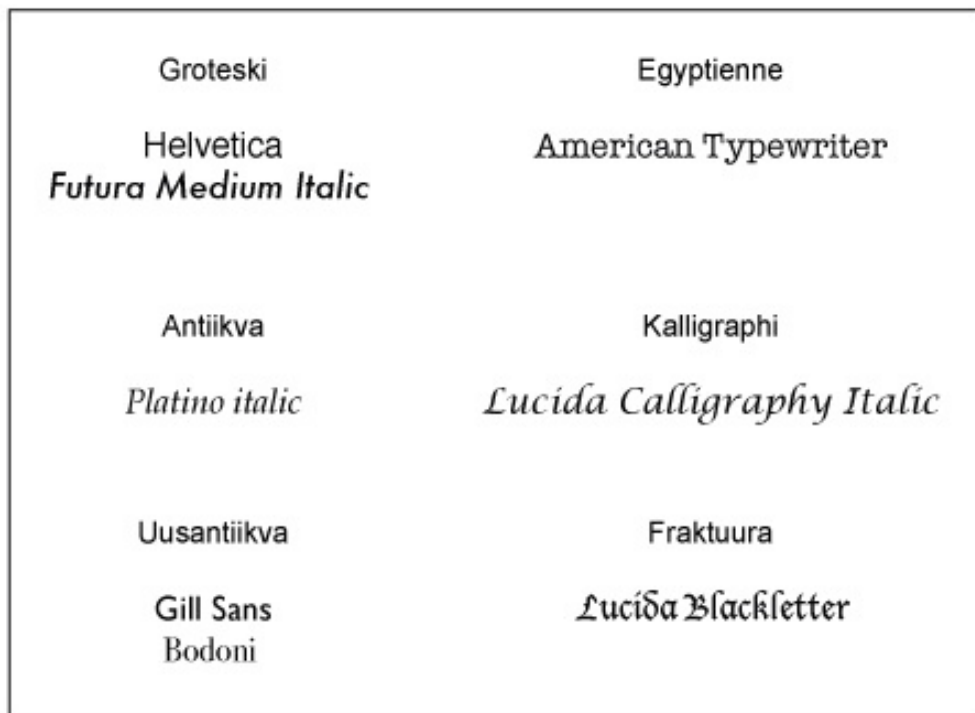 Groteski
Helvetica
Futura Medium Italic
Egyptienne
American Typewriter
Antiikva
Platino italic
Kalligraphi
Lucida Calligraphy Italic
Uusantiikva
Gill Sans
Bodoni
Fraktuura
Lucida Blackletter